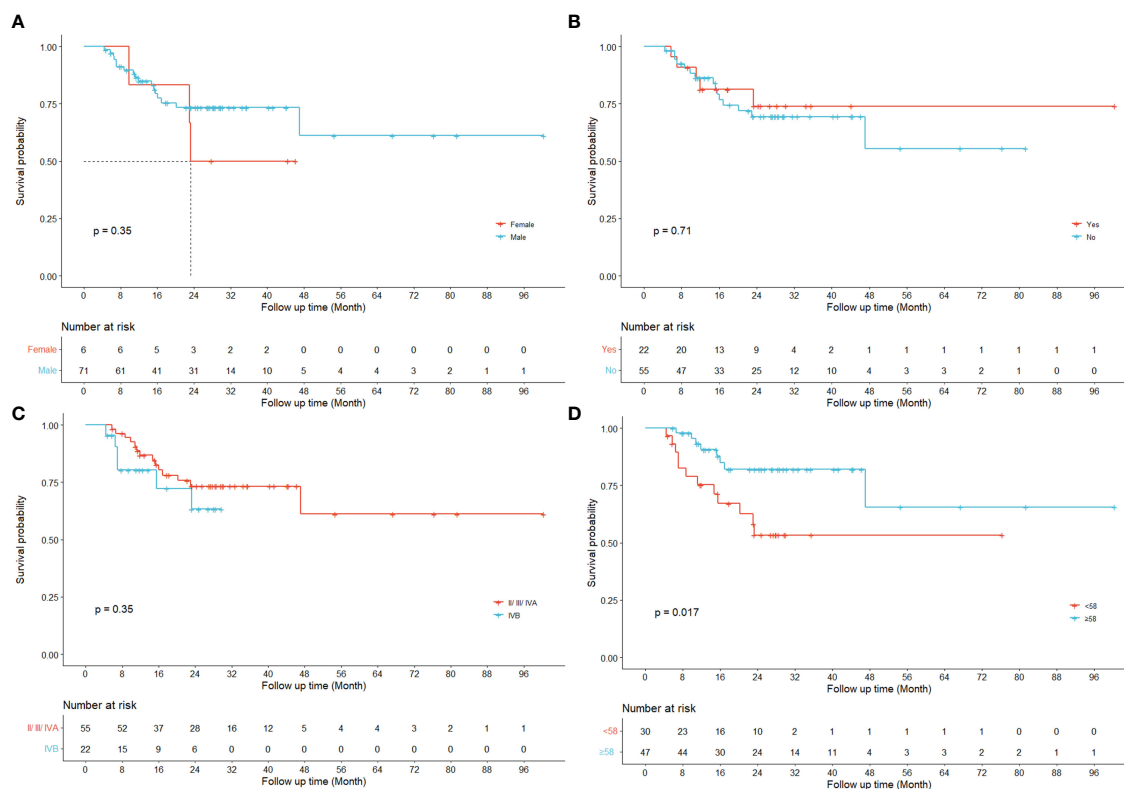 A
Survival probability
1.00
0.75
0.50
0.25
0.00
p = 0.35
Female
Male
0 8 16 24 32 40 48 56 64 72 80 88 96
Follow up time (Month)
Number at risk
Female 6 6 5 3 2 2 0 0 0 0 0 0 0
Male 71 61 41 31 14 10 5 4 4 3 2 1 1
0 8 16 24 32 40 48 56 64 72 80 88 96
Follow up time (Month)
B
Survival probability
1.00
0.75
0.50
0.25
0.00
p = 0.71
Yes
No
0 8 16 24 32 40 48 56 64 72 80 88 96
Follow up time (Month)
Number at risk
Yes 22 20 13 9 4 2 1 1 1 1 1 1 1
No 55 47 33 25 12 10 4 3 3 2 1 0 0
0 8 16 24 32 40 48 56 64 72 80 88 96
Follow up time (Month)
C
Survival probability
1.00
0.75
0.50
0.25
0.00
p = 0.35
II/ III/ IVA
IVB
0 8 16 24 32 40 48 56 64 72 80 88 96
Follow up time (Month)
Number at risk
II/ III/ IVA 55 52 37 28 16 12 5 4 4 3 2 1 1
IVB 22 15 9 6 0 0 0 0 0 0 0 0 0
0 8 16 24 32 40 48 56 64 72 80 88 96
Follow up time (Month)
D
Survival probability
1.00
0.75
0.50
0.25
0.00
p = 0.017
<58
≥58
0 8 16 24 32 40 48 56 64 72 80 88 96
Follow up time (Month)
Number at risk
<58 30 23 16 10 2 1 1 1 1 1 0 0 0
≥58 47 44 30 24 14 11 4 3 3 2 2 1 1
0 8 16 24 32 40 48 56 64 72 80 88 96
Follow up time (Month)